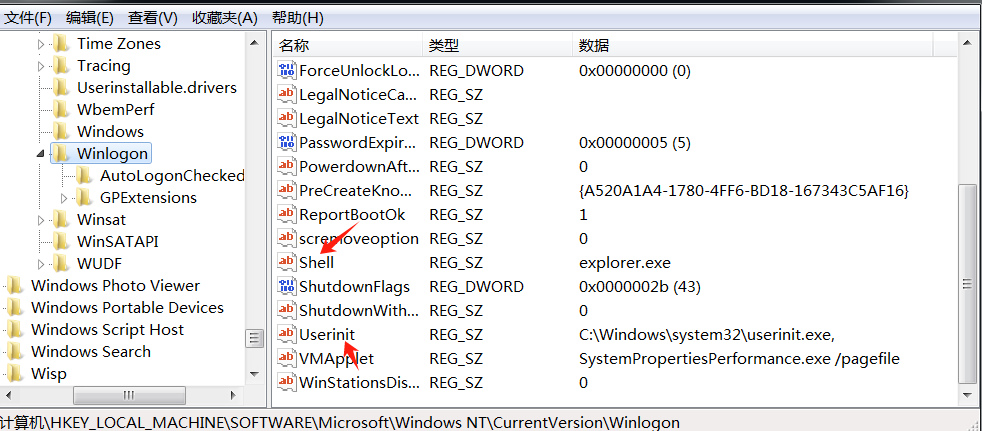 文件(F) 编辑(E) 查看(V) 收藏夹(A) 帮助(H)
Time Zones
Tracing
Userinstallable.drivers
WbemPerf
Windows
Winlogon
AutoLogonChecked
GPExtensions
Winsat
WinSATAPI
WUDF
Windows Photo Viewer
Windows Portable Devices
Windows Script Host
Windows Search
Wisp
名称 类型 数据
ForceUnlockLo... REG_DWORD 0x00000000 (0)
LegalNoticeCa... REG_SZ
LegalNoticeText REG_SZ
PasswordExpir... REG_DWORD 0x00000005 (5)
PowerdownAft... REG_SZ 0
PreCreateKno... REG_SZ {A520A1A4-1780-4FF6-BD18-167343C5AF16}
ReportBootOk REG_SZ 1
scremoveoption REG_SZ 0
Shell REG_SZ explorer.exe
ShutdownFlags REG_DWORD 0x0000002b (43)
ShutdownWith... REG_SZ 0
Userinit REG_SZ C:\Windows\system32\userinit.exe,
VMApplet REG_SZ SystemPropertiesPerformance.exe /pagefile
WinStationsDis... REG_SZ 0
计算机\HKEY_LOCAL_MACHINE\SOFTWARE\Microsoft\Windows NT\CurrentVersion\Winlogon